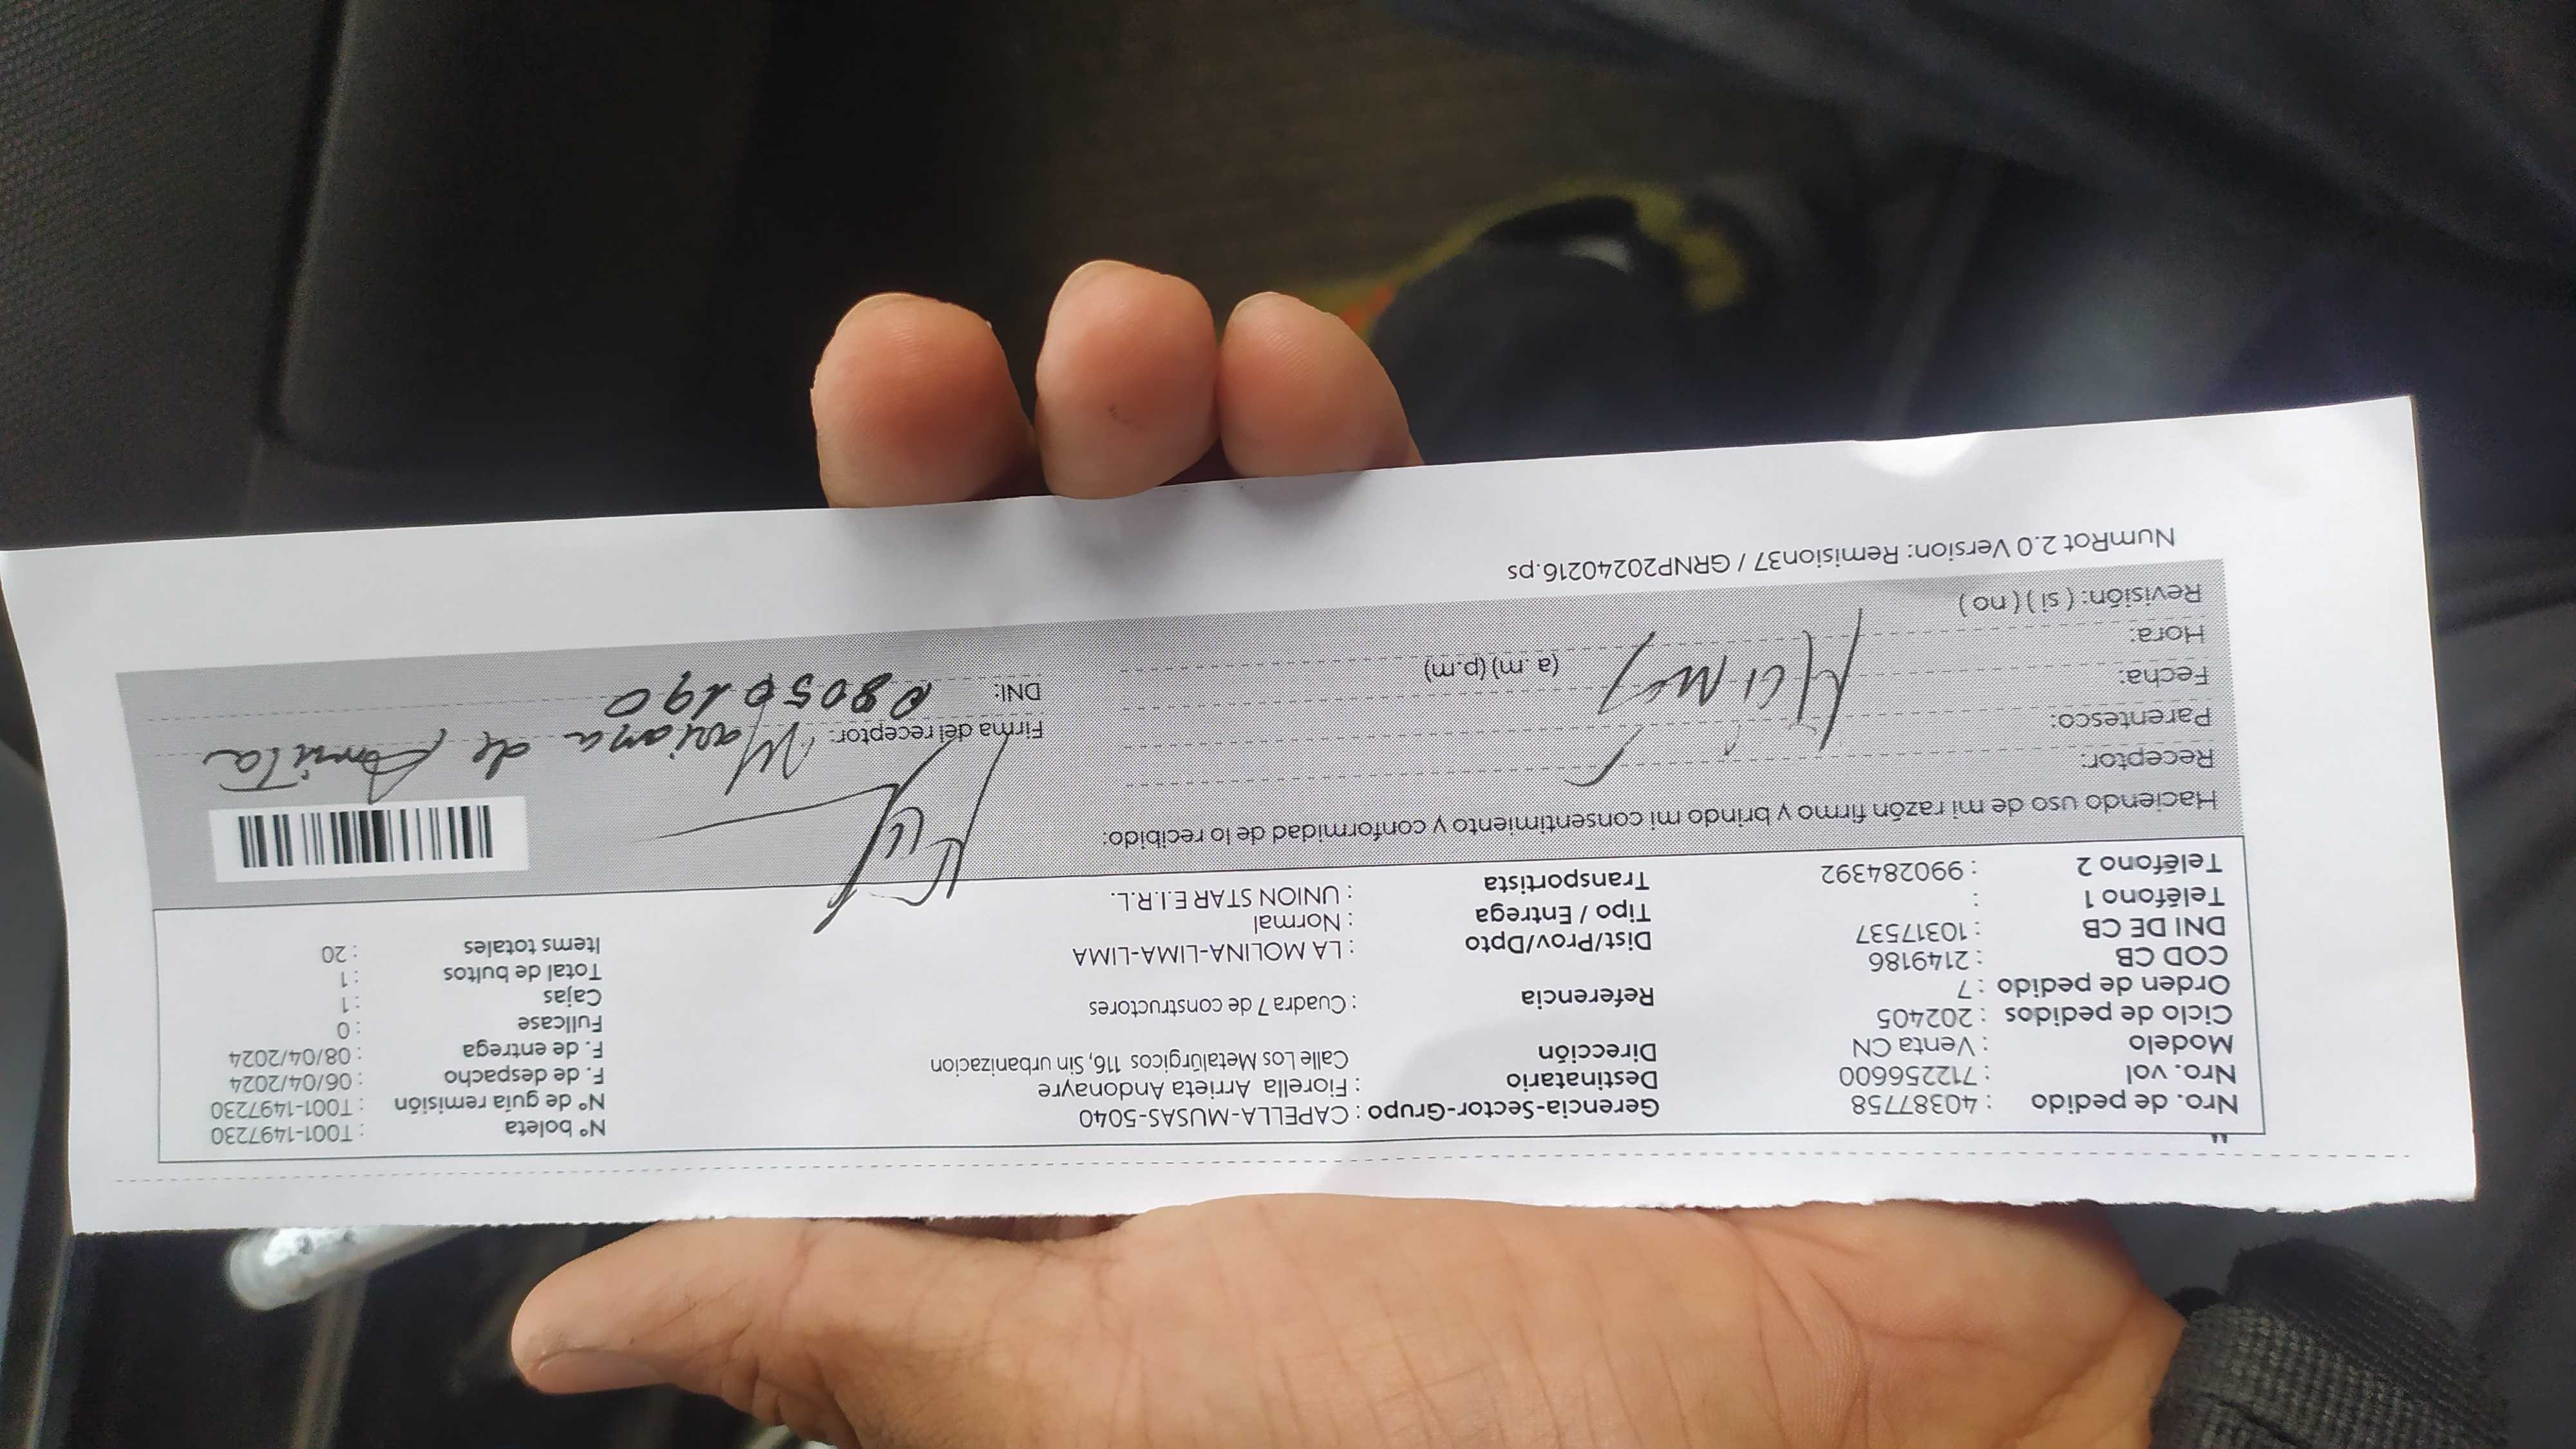 Nro. de pedido : 40387758 Gerencia-Sector-Grupo : CAPELLA-MUSAS-5040 N° boleta : T001-1497230
Nro. vol : 712256600 Destinatario : Fiorella Arrieta Andonayre N° de guía remisión : T001-1497230
Modelo : Venta CN Dirección Calle Los Metalúrgicos 116, Sin urbanizacion F. de despacho : 06/04/2024
Ciclo de pedidos : 202405 F. de entrega : 08/04/2024
Orden de pedido : 7 Referencia : Cuadra 7 de constructores Fullcase : 0
COD CB : 2149186 Cajas : 1
DNI DE CB : 10317537 Dist/Prov/Dpto : LA MOLINA-LIMA-LIMA Total de bultos : 1
Teléfono 1 : Tipo / Entrega : Normal Items totales : 20
Teléfono 2 : 990284392 Transportista : UNION STAR E.I.R.L.
Haciendo uso de mi razón firmo y brindo mi consentimiento y conformidad de lo recibido:
Receptor:
Parentesco: Firma del receptor: Mariana de
Fecha: DNI:
Hora: (a.m) (p.m)
Revisión: ( si ) ( no )
NumRot 2.0 Version: Remision37 / GRNP20240216.ps